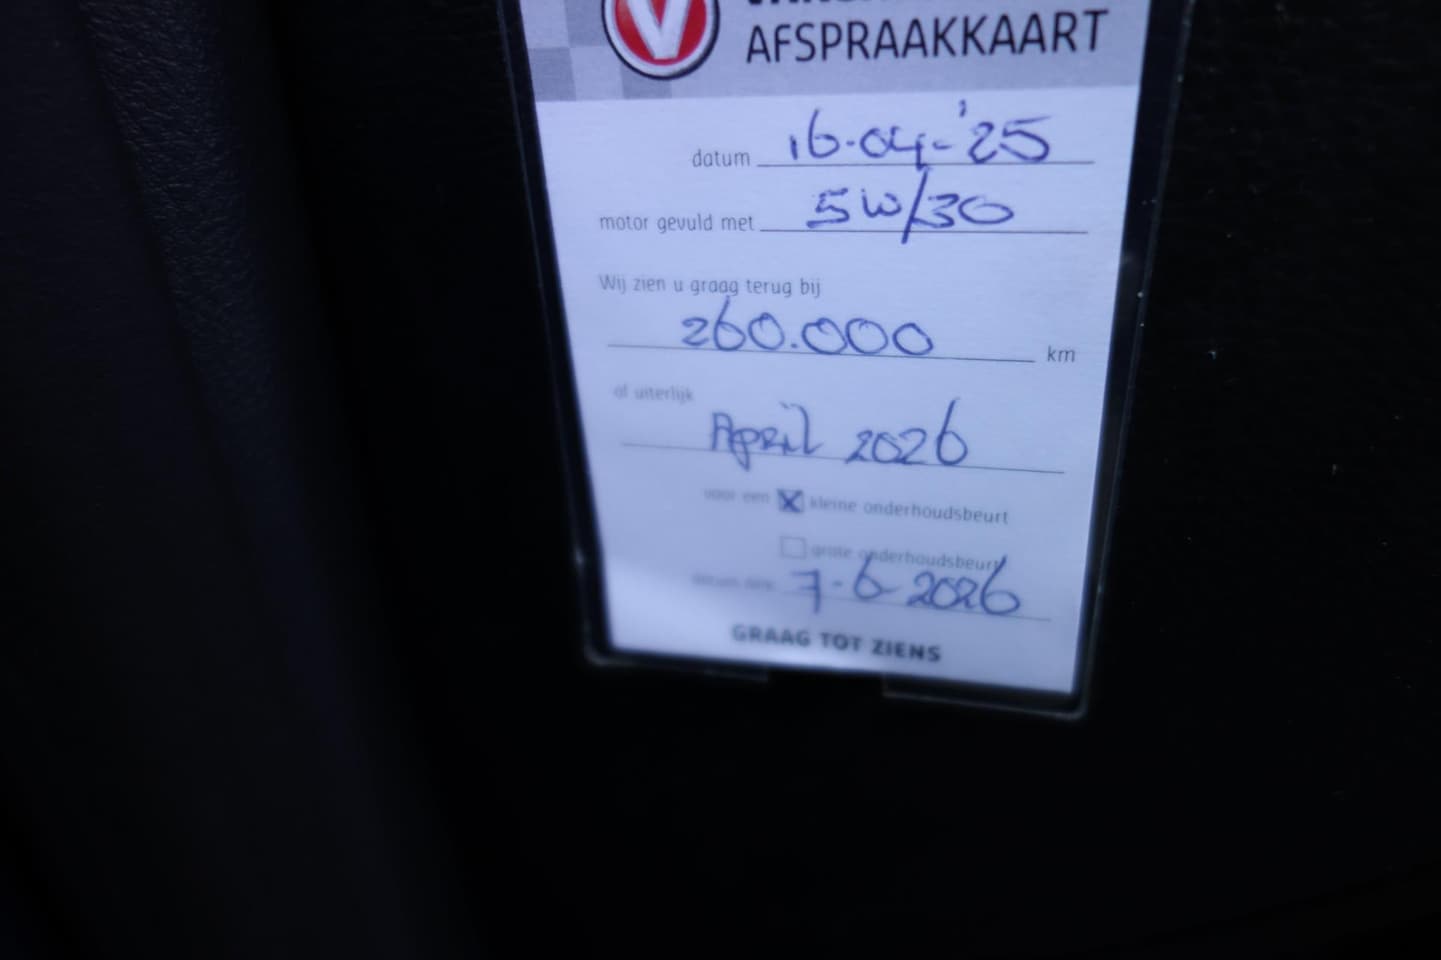 V
AFSPRAAKKAART
datum 16-04-'25
motor gevuld met 5W/30
Wij zien u graag terug bij
260.000 km
of uiterlijk
April 2026
voor een X kleine onderhoudsbeurt
grote onderhoudsbeurt
7-6-2026
GRAAG TOT ZIENS